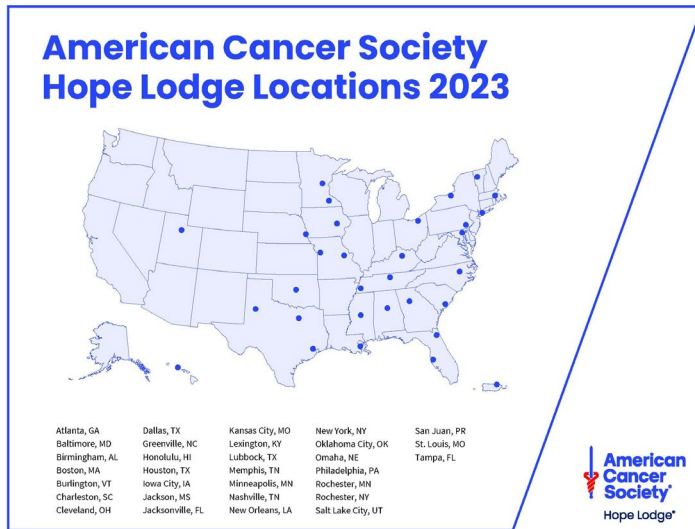 American Cancer Society
Hope Lodge Locations 2023
Atlanta, GA
Baltimore, MD
Birmingham, AL
Boston, MA
Burlington, VT
Charleston, SC
Cleveland, OH
Dallas, TX
Greenville, NC
Honolulu, HI
Houston, TX
Iowa City, IA
Jackson, MS
Jacksonville, FL
Kansas City, MO
Lexington, KY
Lubbock, TX
Memphis, TN
Minneapolis, MN
Nashville, TN
New Orleans, LA
New York, NY
Oklahoma City, OK
Omaha, NE
Philadelphia, PA
Rochester, MN
Rochester, NY
Salt Lake City, UT
San Juan, PR
St. Louis, MO
Tampa, FL
American
Cancer
Society®
Hope Lodge®